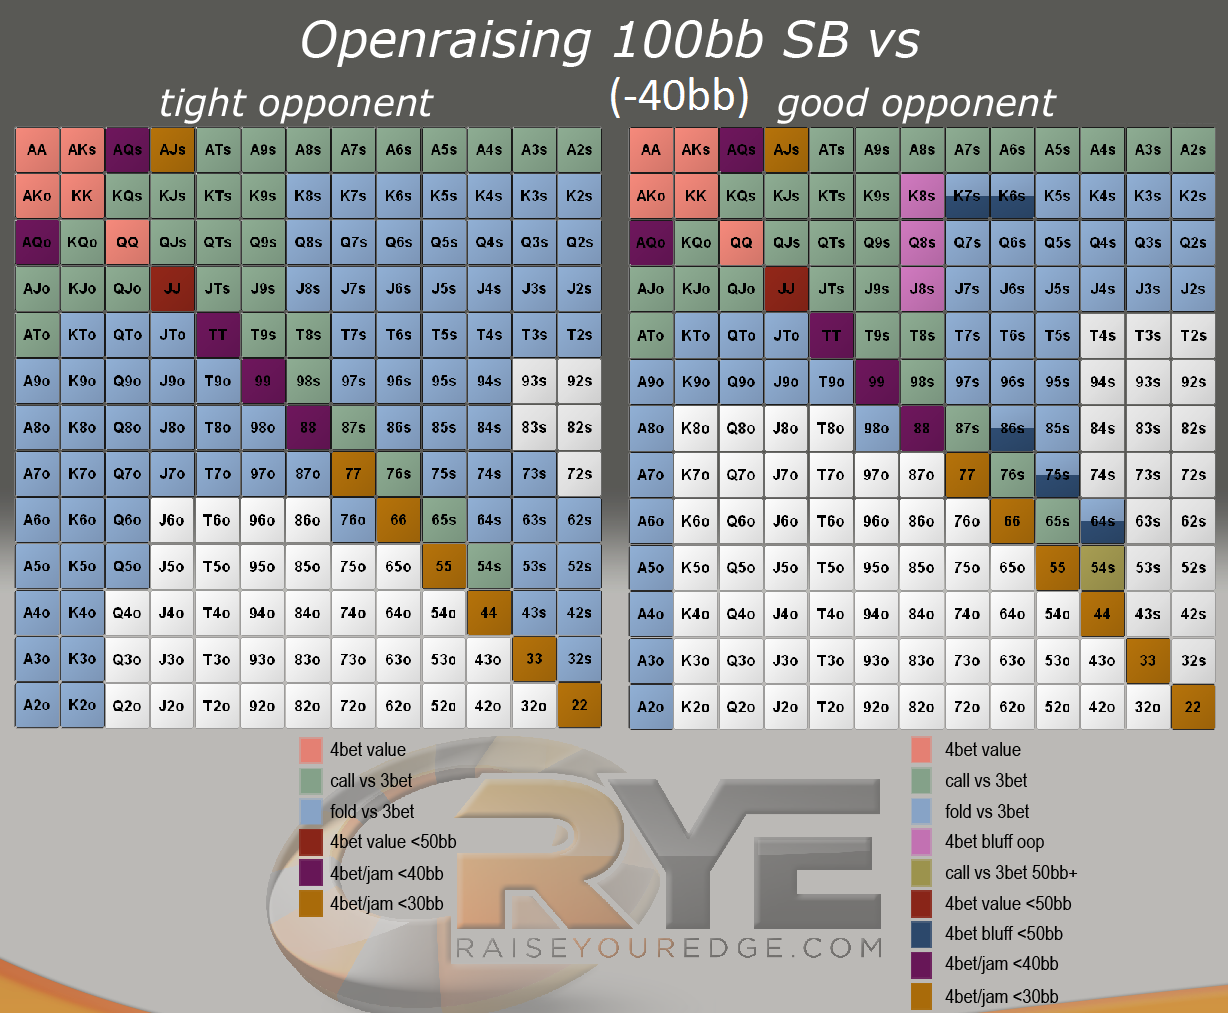 Openraising 100bb SB vs
(-40bb)
tight opponent
good opponent
AA AKs AQs AJs ATs A9s A8s A7s A6s A5s A4s A3s A2s
AKo KK KQs KJs KTs K9s K8s K7s K6s K5s K4s K3s K2s
AQo KQo QQ QJs QTs Q9s Q8s Q7s Q6s Q5s Q4s Q3s Q2s
AJo KJo QJo JJ JTs J9s J8s J7s J6s J5s J4s J3s J2s
ATo KTo QTo JTo TT T9s T8s T7s T6s T5s T4s T3s T2s
A9o K9o Q9o J9o T9o 99 98s 97s 96s 95s 94s 93s 92s
A8o K8o Q8o J8o T8o 98o 88 87s 86s 85s 84s 83s 82s
A7o K7o Q7o J7o T7o 97o 87o 77 76s 75s 74s 73s 72s
A6o K6o Q6o J6o T6o 96o 86o 76o 66 65s 64s 63s 62s
A5o K5o Q5o J5o T5o 95o 85o 75o 65o 55 54s 53s 52s
A4o K4o Q4o J4o T4o 94o 84o 74o 64o 54o 44 43s 42s
A3o K3o Q3o J3o T3o 93o 83o 73o 63o 53o 43o 33 32s
A2o K2o Q2o J2o T2o 92o 82o 72o 62o 52o 42o 32o 22
4bet value
call vs 3bet
fold vs 3bet
4bet value <50bb
4bet/jam <40bb
4bet/jam <30bb
AA AKs AQs AJs ATs A9s A8s A7s A6s A5s A4s A3s A2s
AKo KK KQs KJs KTs K9s K8s K7s K6s K5s K4s K3s K2s
AQo KQo QQ QJs QTs Q9s Q8s Q7s Q6s Q5s Q4s Q3s Q2s
AJo KJo QJo JJ JTs J9s J8s J7s J6s J5s J4s J3s J2s
ATo KTo QTo JTo TT T9s T8s T7s T6s T5s T4s T3s T2s
A9o K9o Q9o J9o T9o 99 98s 97s 96s 95s 94s 93s 92s
A8o K8o Q8o J8o T8o 98o 88 87s 86s 85s 84s 83s 82s
A7o K7o Q7o J7o T7o 97o 87o 77 76s 75s 74s 73s 72s
A6o K6o Q6o J6o T6o 96o 86o 76o 66 65s 64s 63s 62s
A5o K5o Q5o J5o T5o 95o 85o 75o 65o 55 54s 53s 52s
A4o K4o Q4o J4o T4o 94o 84o 74o 64o 54o 44 43s 42s
A3o K3o Q3o J3o T3o 93o 83o 73o 63o 53o 43o 33 32s
A2o K2o Q2o J2o T2o 92o 82o 72o 62o 52o 42o 32o 22
4bet value
call vs 3bet
fold vs 3bet
4bet bluff oop
call vs 3bet 50bb+
4bet value <50bb
4bet bluff <50bb
4bet/jam <40bb
4bet/jam <30bb
RYE
RAISEYOUREDGE.COM